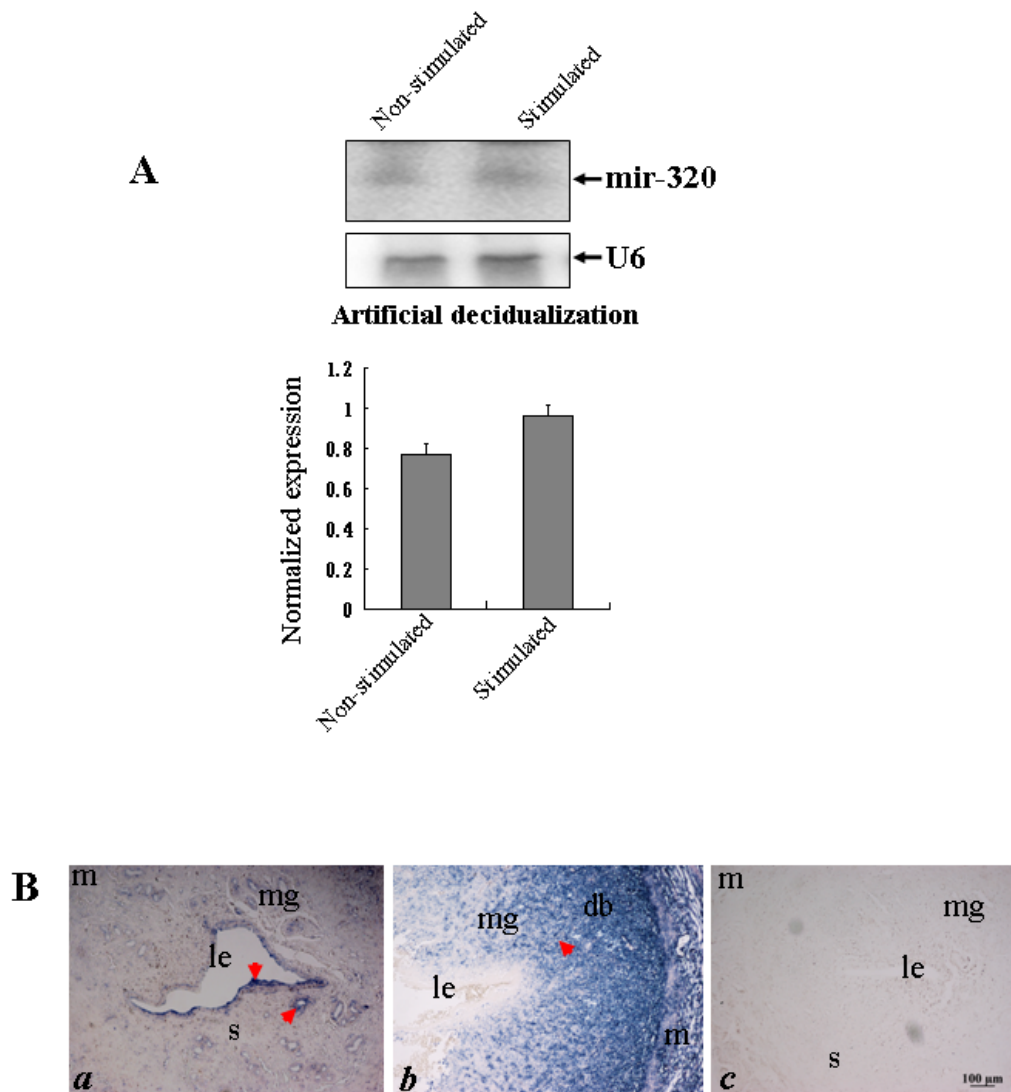 Non-stimulated
Stimulated
A
mir-320
U6
Artificial decidualization
Normalized expression
1.2
1
0.8
0.6
0.4
0.2
0
Non-stimulated
Stimulated
B
m
mg
le
s
a
mg
db
le
m
b
m
mg
le
s
c
100 μm